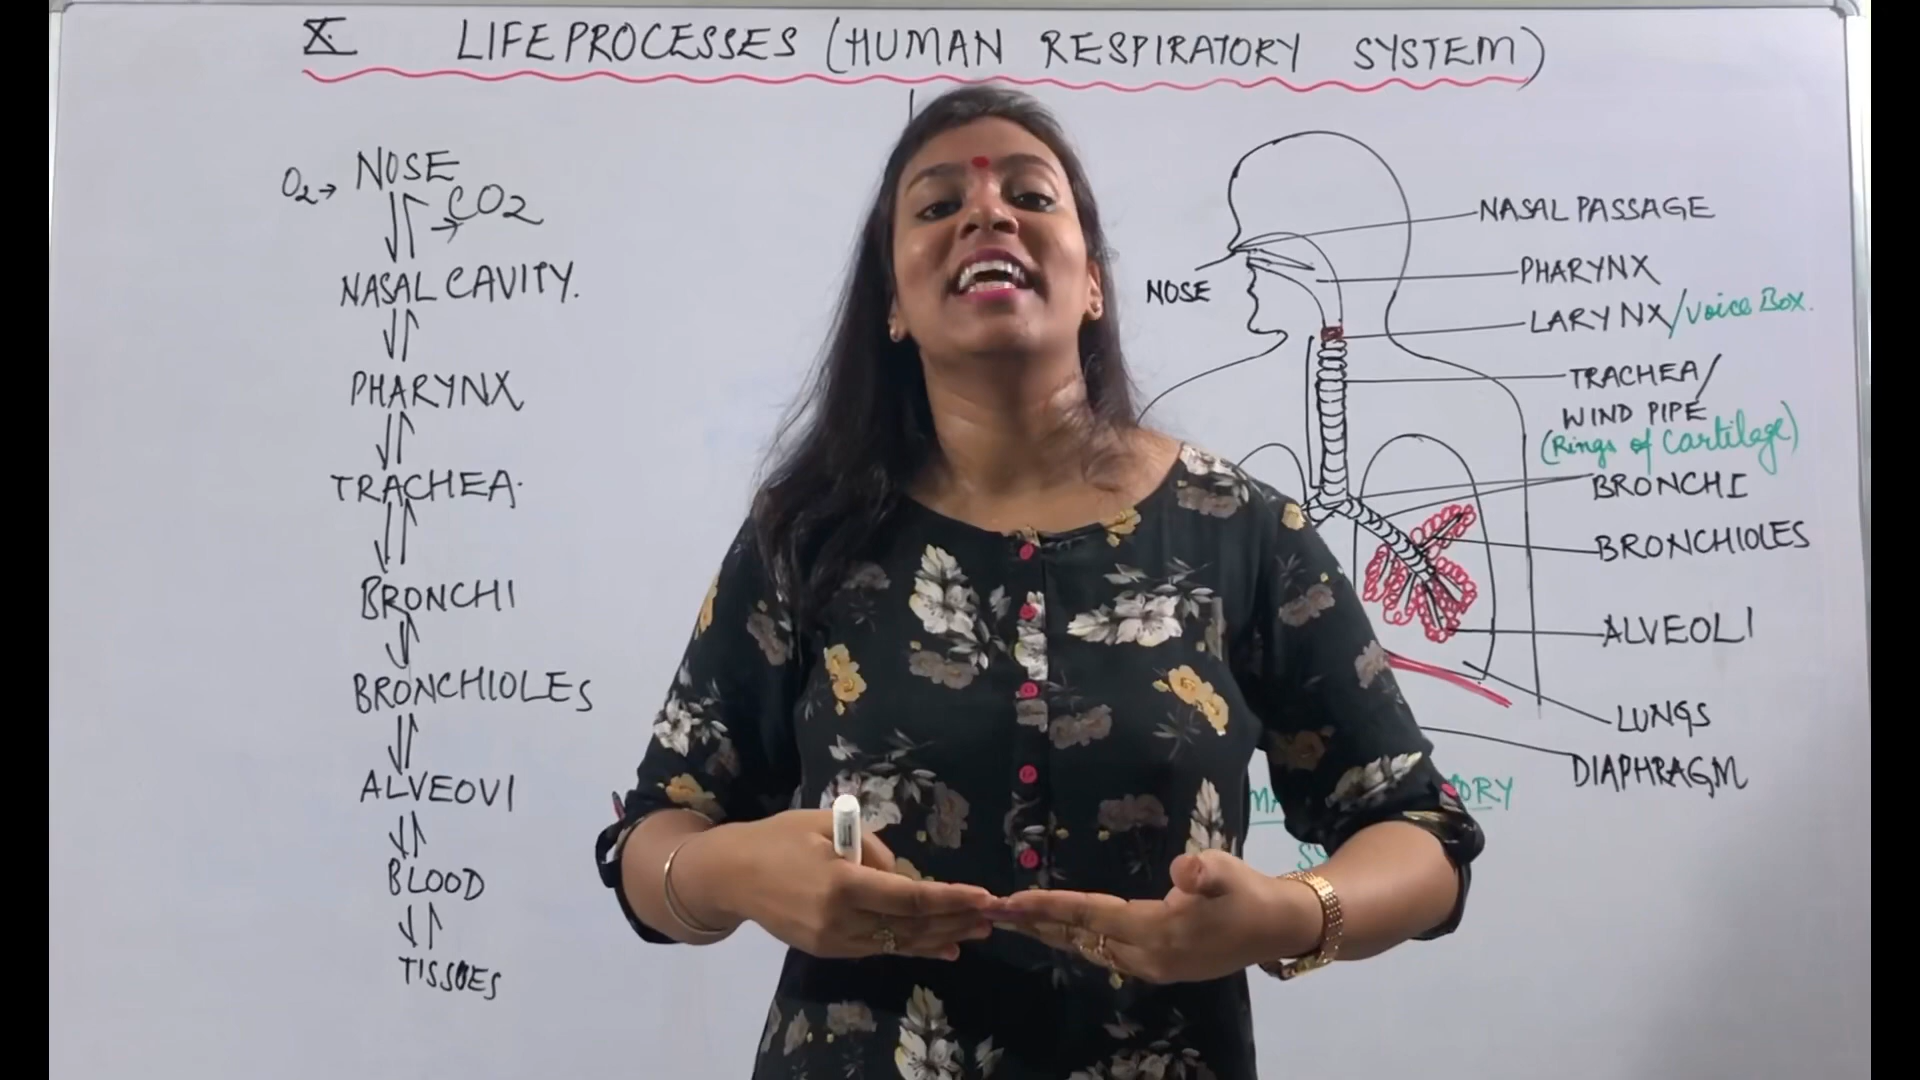 X LIFE PROCESSES (HUMAN RESPIRATORY SYSTEM)
O2→ NOSE
→ CO2
NASAL CAVITY.
PHARYNX
TRACHEA.
BRONCHI
BRONCHIOLES
ALVEOVI
BLOOD
TISSUES
NASAL PASSAGE
NOSE
PHARYNX
LARYNX/Voice Box.
TRACHEA/
WIND PIPE
(Rings of Cartilage)
BRONCHI
BRONCHIOLES
ALVEOLI
LUNGS
DIAPHRAGM